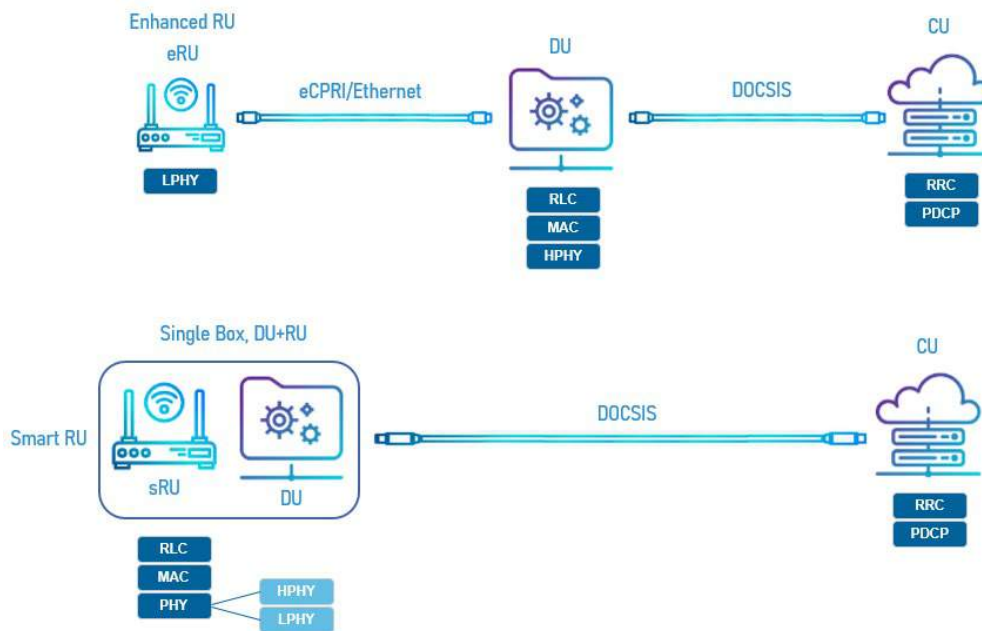 Enhanced RU
eRU
DU
CU
eCPRI/Ethernet
DOCSIS
LPHY
RLC
MAC
HPHY
RRC
PDCP
Single Box, DU+RU
CU
DOCSIS
Smart RU
sRU
DU
RRC
PDCP
RLC
MAC
PHY
HPHY
LPHY